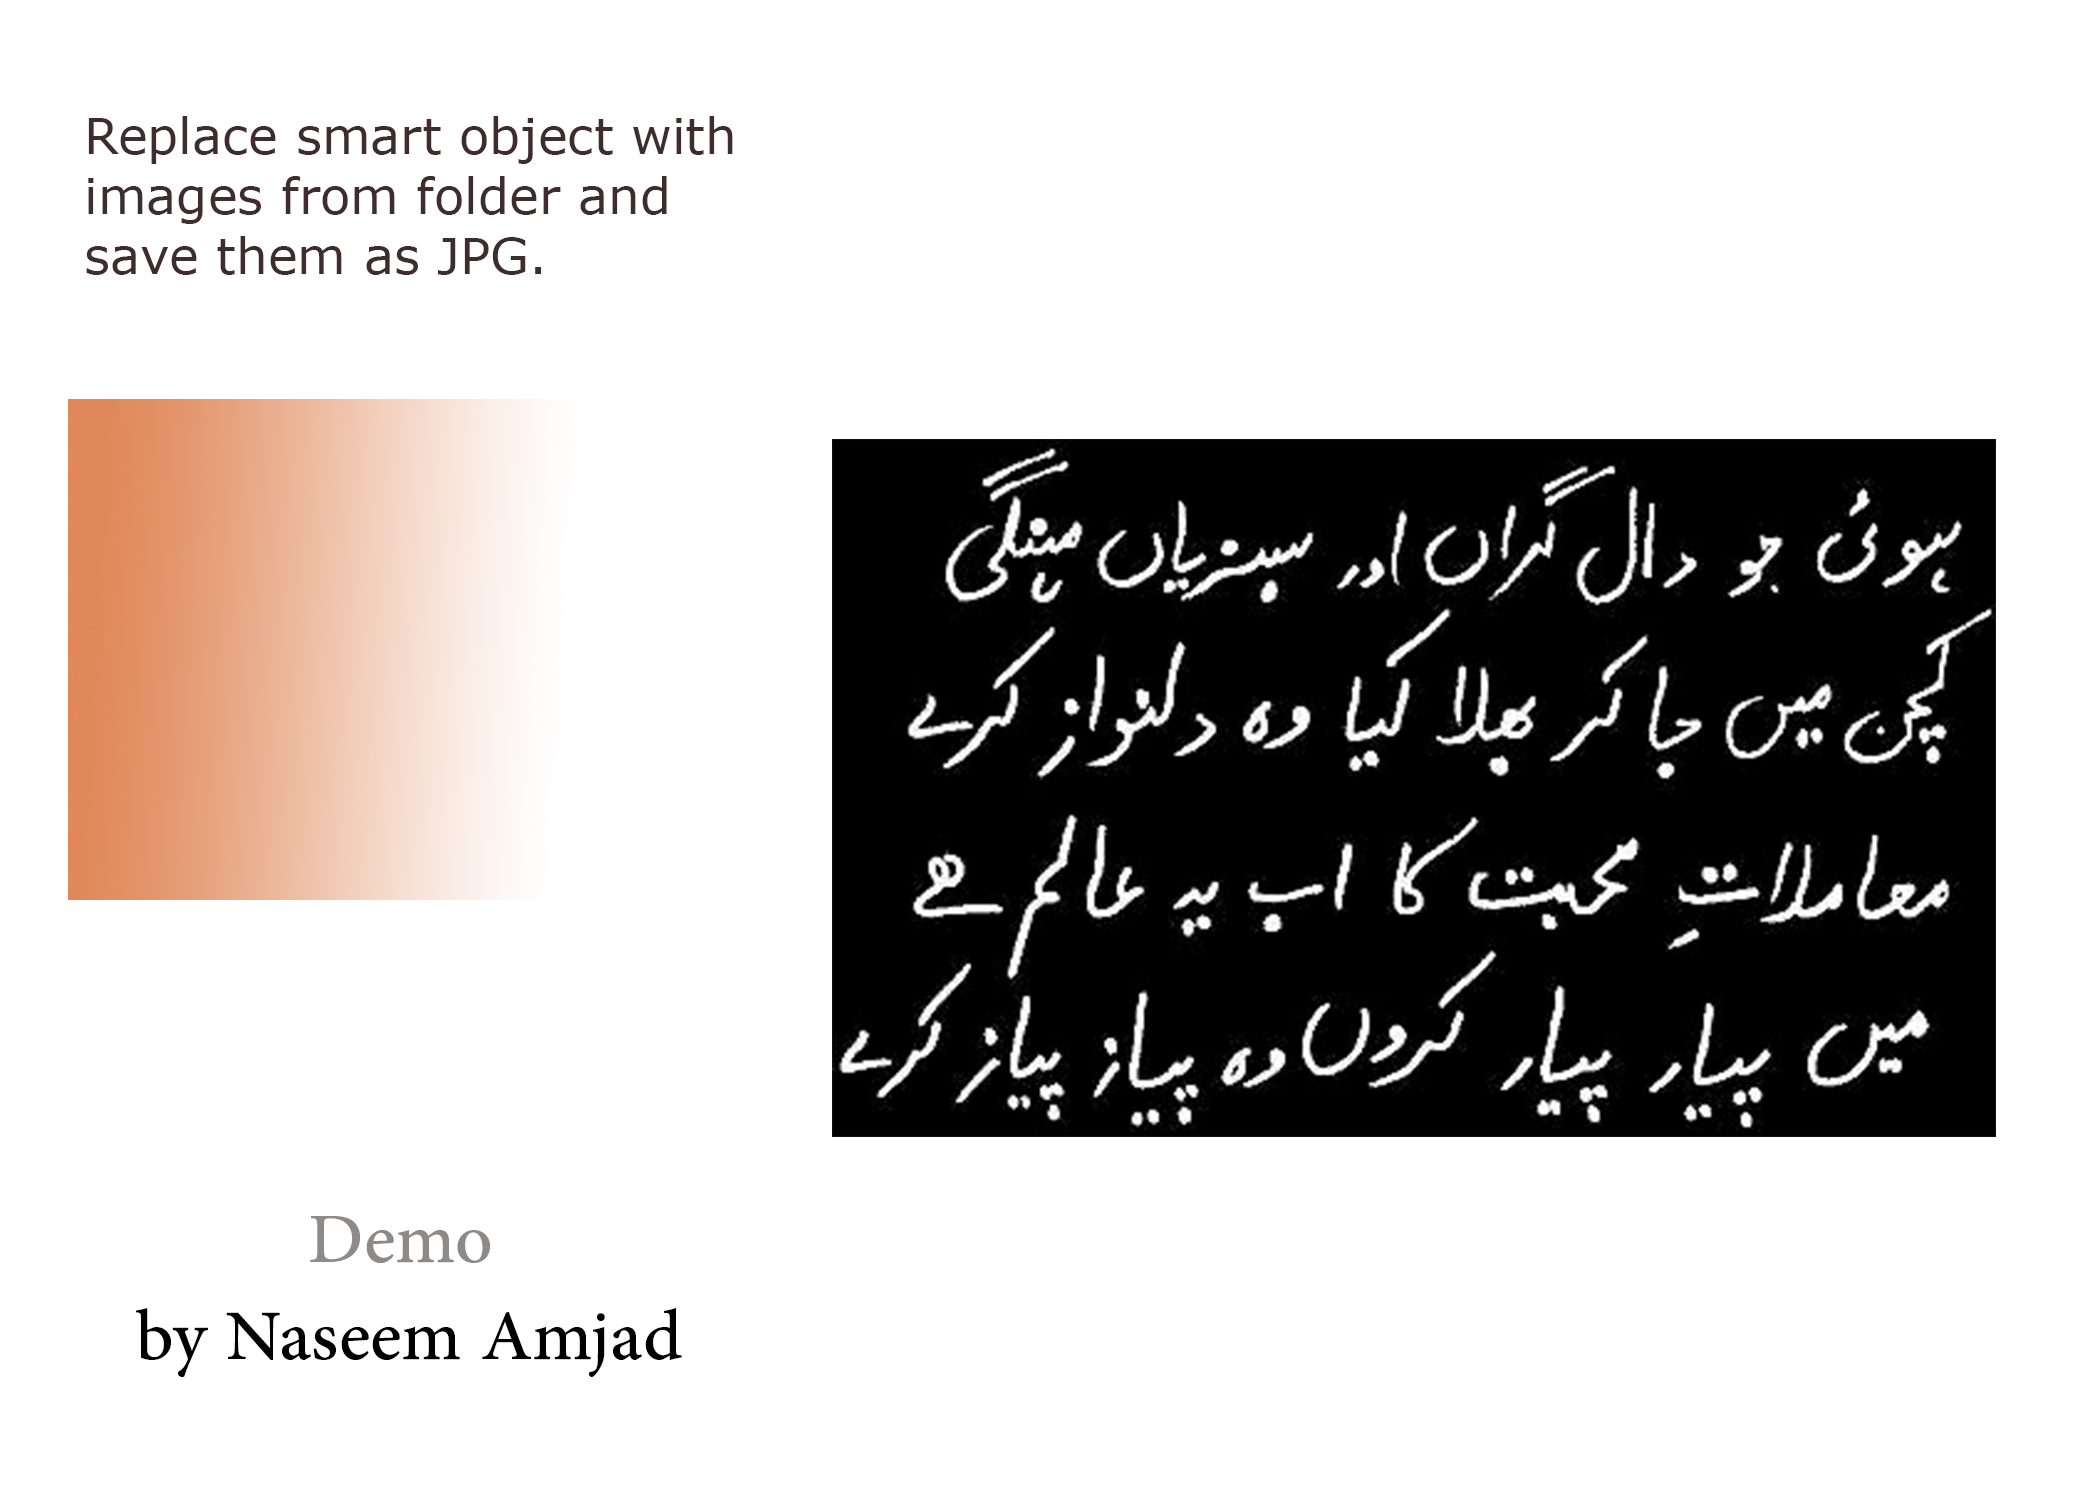 Replace smart object with
images from folder and
save them as JPG.
ہوئی جو دال گراں اور سبزیاں مہنگی
کچن میں جا کر بھلا کیا وہ دلنواز کرے
معاملاتِ محبت کا اب یہ عالم ہے
میں پیار پیار کروں وہ پیاز پیاز کرے
Demo
by Naseem Amjad